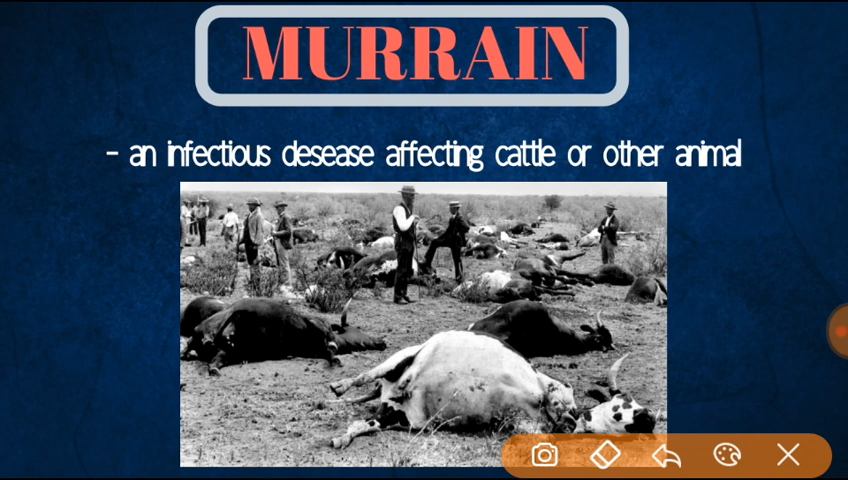 MURRAIN
- an infectious desease affecting cattle or other animal